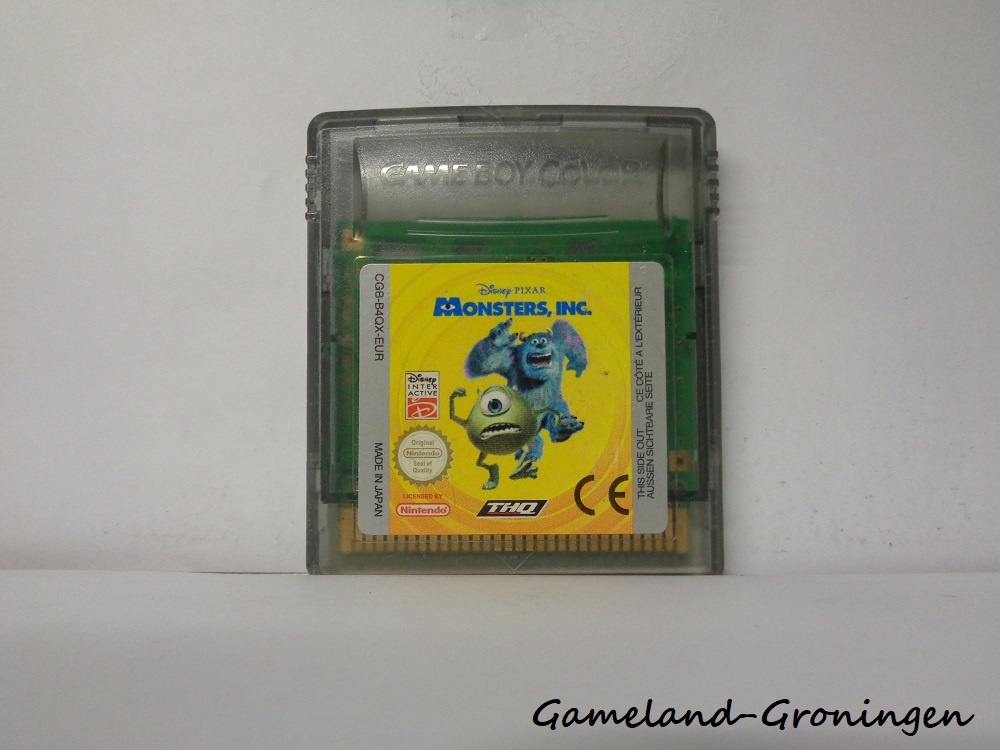 GAME BOY COLOR
Disney · PIXAR
MONSTERS, INC.
CGB-B4QX-EUR
MADE IN JAPAN
Disney
INTER
ACTIVE
Original
Nintendo
Seal of
Quality
LICENSED BY
Nintendo
THQ
CE
THIS SIDE OUT CE CÔTÉ À L'EXTÉRIEUR
AUSSEN SICHTBARE SEITE
Gameland-Groningen